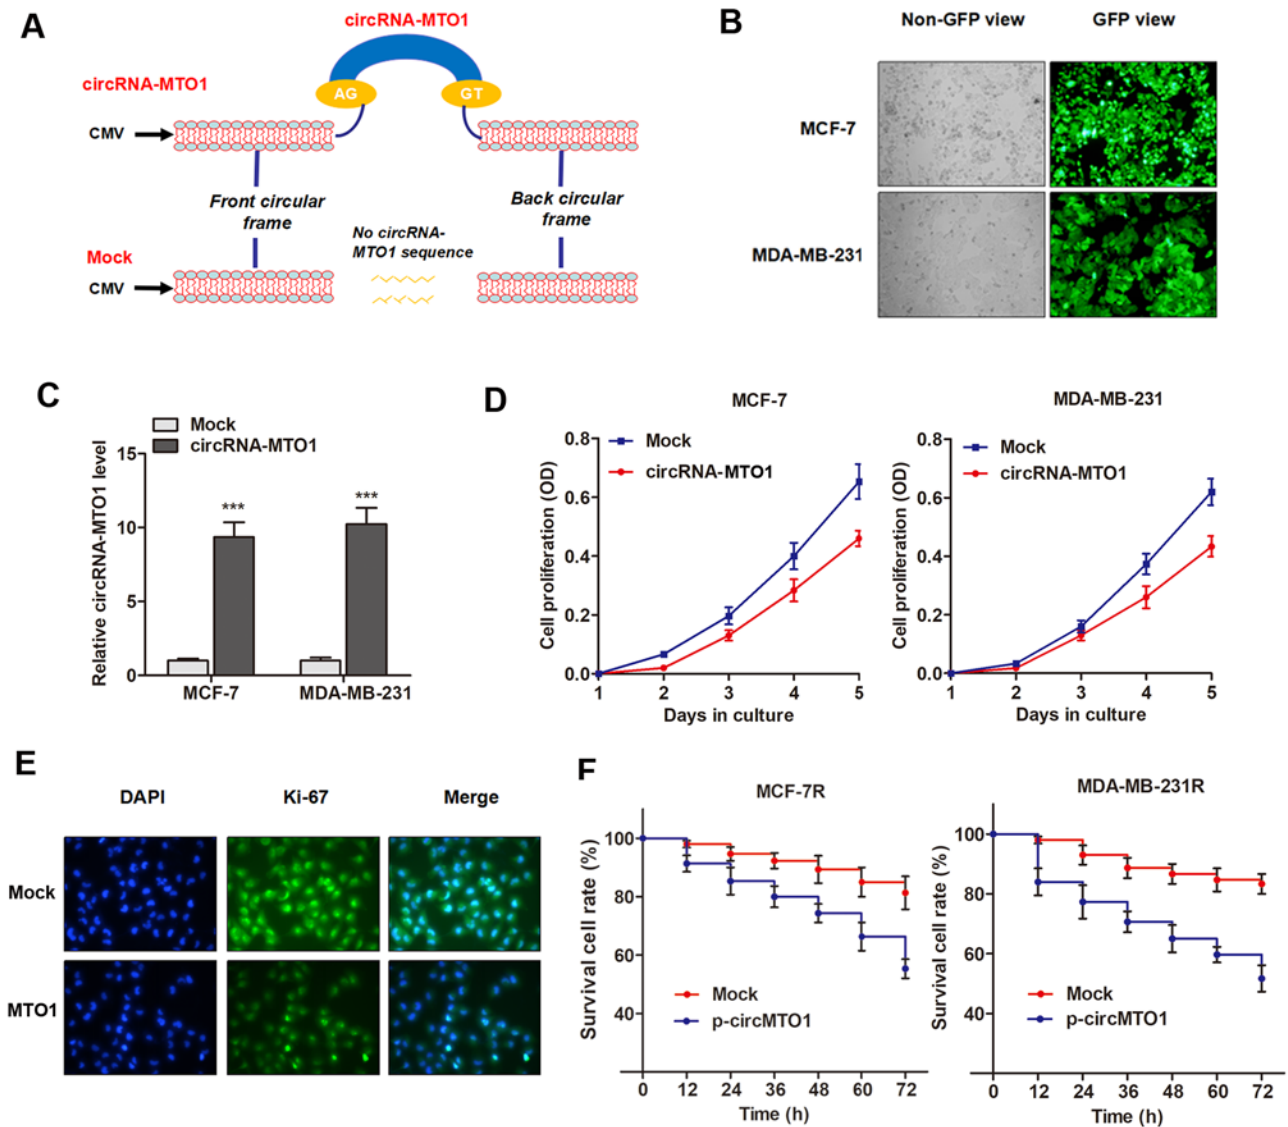 A
circRNA-MTO1
circRNA-MTO1
AG
GT
CMV
Front circular
frame
Back circular
frame
No circRNA-
MTO1 sequence
Mock
CMV
B
Non-GFP view
GFP view
MCF-7
MDA-MB-231
C
Mock
circRNA-MTO1
Relative circRNA-MTO1 level
15
10
5
0
***
***
MCF-7
MDA-MB-231
D
MCF-7
Mock
circRNA-MTO1
Cell proliferation (OD)
0.8
0.6
0.4
0.2
0.0
1
2
3
4
5
Days in culture
MDA-MB-231
Mock
circRNA-MTO1
Cell proliferation (OD)
0.8
0.6
0.4
0.2
0.0
1
2
3
4
5
Days in culture
E
DAPI
Ki-67
Merge
Mock
MTO1
F
MCF-7R
Survival cell rate (%)
100
80
60
40
Mock
p-circMTO1
0
12
24
36
48
60
72
Time (h)
MDA-MB-231R
Survival cell rate (%)
100
80
60
40
Mock
p-circMTO1
0
12
24
36
48
60
72
Time (h)